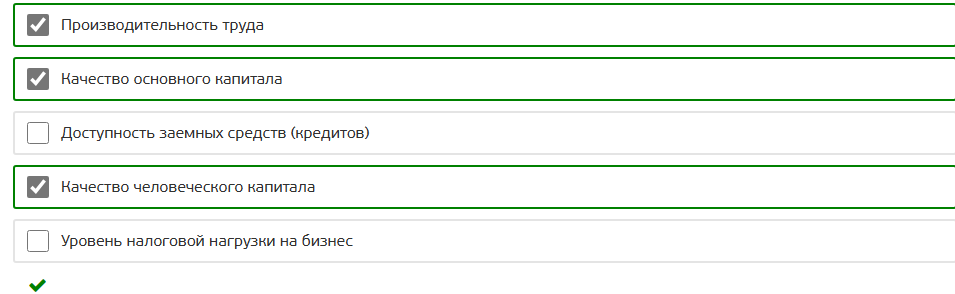 Производительность труда
Качество основного капитала
Доступность заемных средств (кредитов)
Качество человеческого капитала
Уровень налоговой нагрузки на бизнес